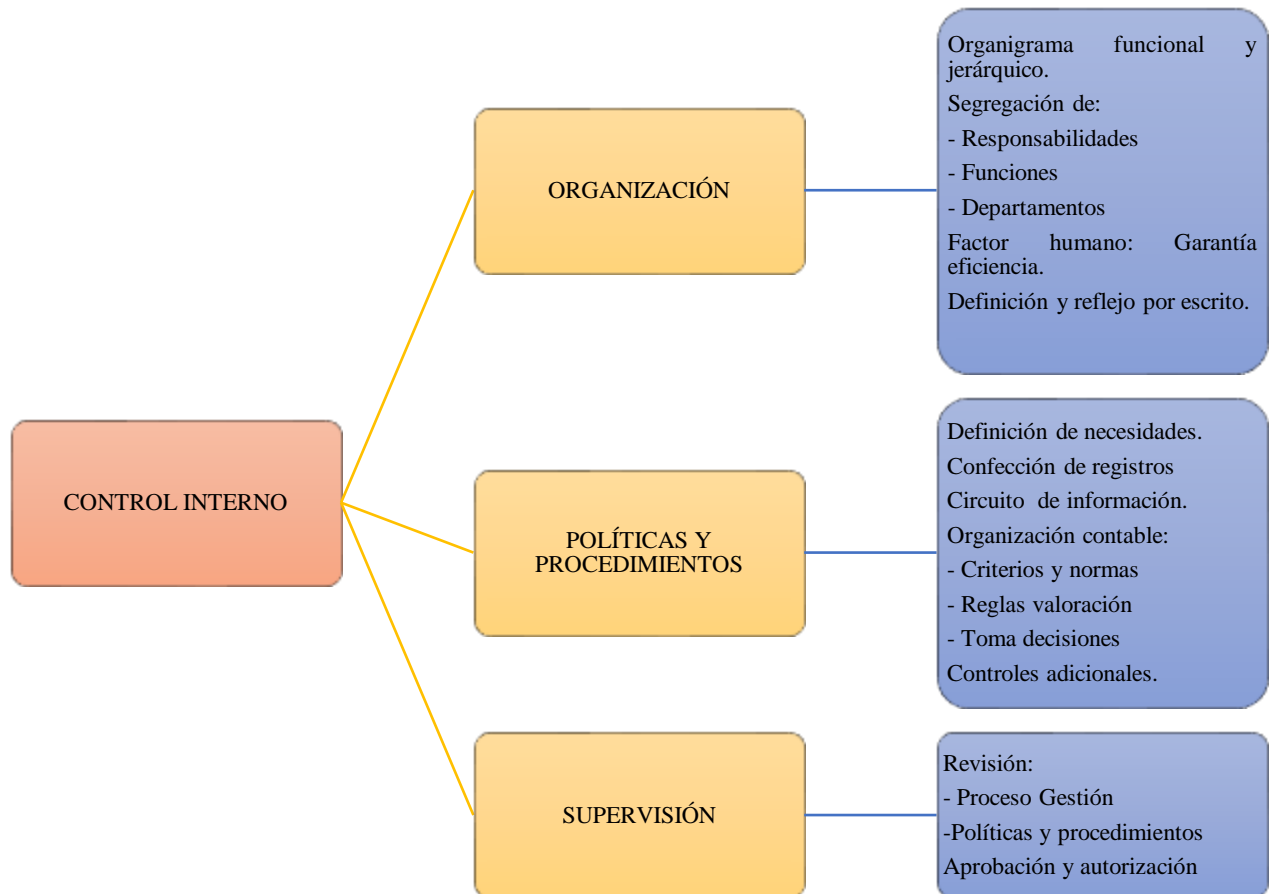 CONTROL INTERNO
ORGANIZACIÓN
Organigrama funcional y
jerárquico.
Segregación de:
- Responsabilidades
- Funciones
- Departamentos
Factor humano: Garantía
eficiencia.
Definición y reflejo por escrito.
POLÍTICAS Y
PROCEDIMIENTOS
Definición de necesidades.
Confección de registros
Circuito de información.
Organización contable:
- Criterios y normas
- Reglas valoración
- Toma decisiones
Controles adicionales.
SUPERVISIÓN
Revisión:
- Proceso Gestión
-Políticas y procedimientos
Aprobación y autorización